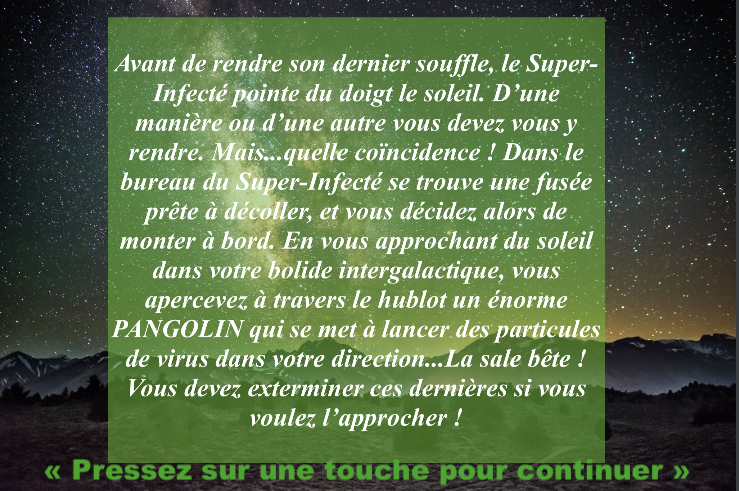 Avant de rendre son dernier souffle, le Super-
Infecté pointe du doigt le soleil. D’une
manière ou d’une autre vous devez vous y
rendre. Mais...quelle coïncidence ! Dans le
bureau du Super-Infecté se trouve une fusée
prête à décoller, et vous décidez alors de
monter à bord. En vous approchant du soleil
dans votre bolide intergalactique, vous
apercevez à travers le hublot un énorme
PANGOLIN qui se met à lancer des particules
de virus dans votre direction...La sale bête !
Vous devez exterminer ces dernières si vous
voulez l’approcher !
« Pressez sur une touche pour continuer »